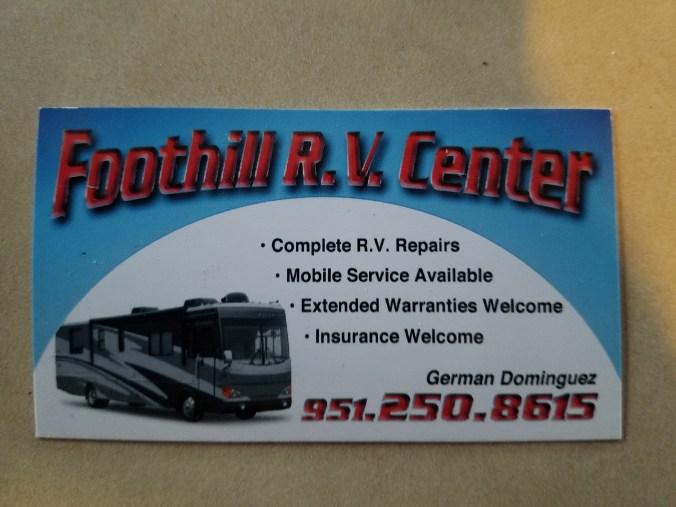 Foothill R.V. Center
· Complete R.V. Repairs
· Mobile Service Available
· Extended Warranties Welcome
· Insurance Welcome
German Dominguez
951.250.8615